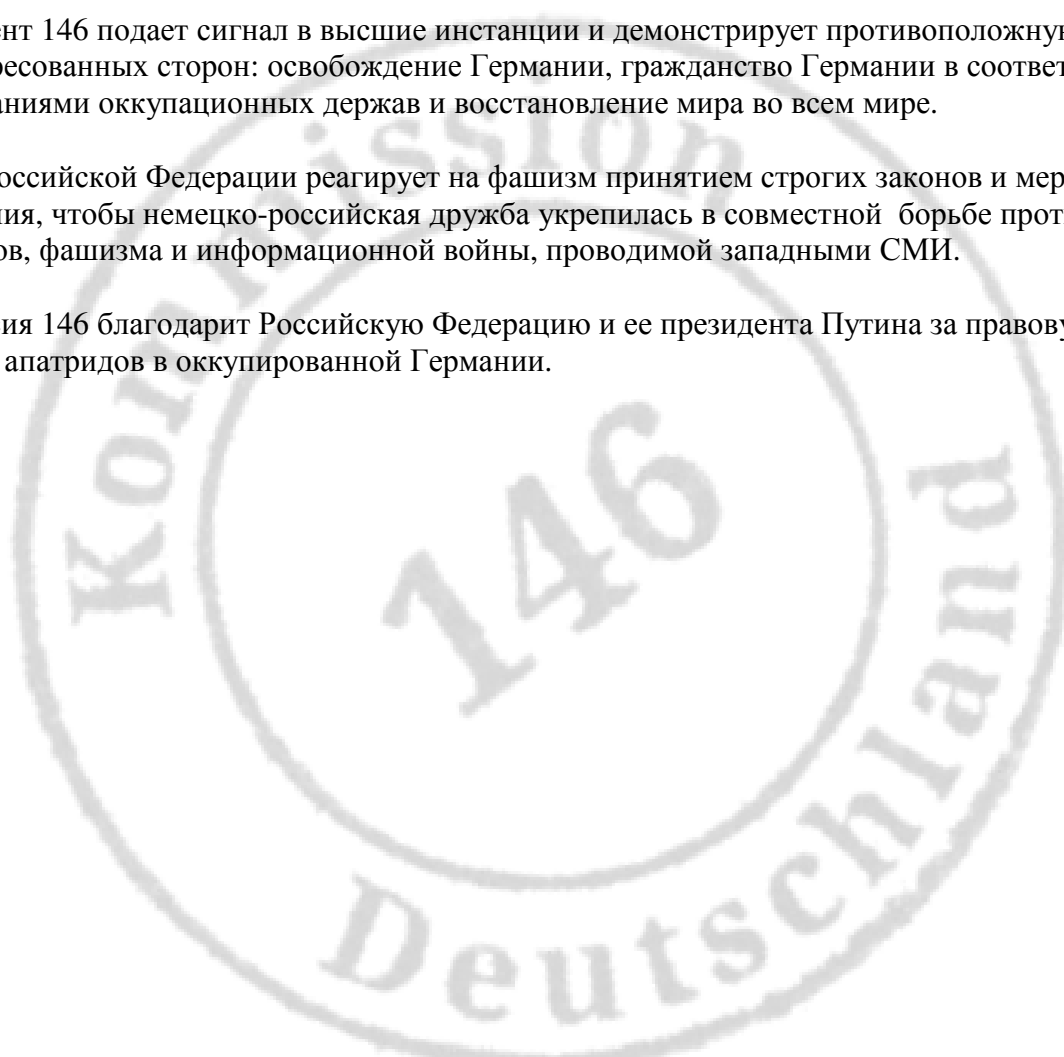 ент 146 подает сигнал в высшие инстанции и демонстрирует противоположную
ресованных сторон: освобождение Германии, гражданство Германии в соответ
аниями оккупационных держав и восстановление мира во всем мире.
оссийской Федерации реагирует на фашизм принятием строгих законов и мер
ния, чтобы немецко-российская дружба укрепилась в совместной борьбе прот
ов, фашизма и информационной войны, проводимой западными СМИ.
ия 146 благодарит Российскую Федерацию и ее президента Путина за правову
апатридов в оккупированной Германии.
Kommission
146
Deutschland